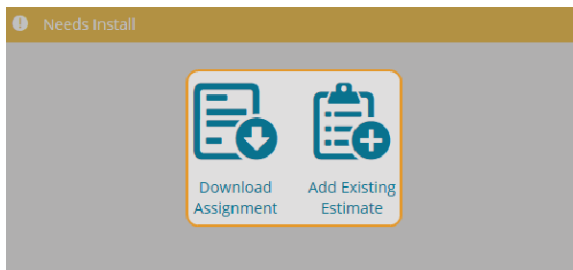 Needs Install
Download
Assignment
Add Existing
Estimate